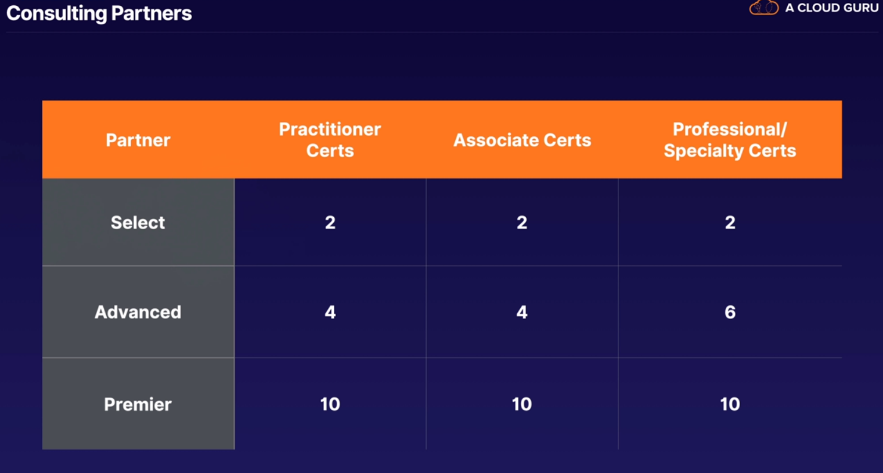 Consulting Partners
A CLOUD GURU
Partner
Practitioner
Certs
Associate Certs
Professional/
Specialty Certs
Select
2
2
2
Advanced
4
4
6
Premier
10
10
10